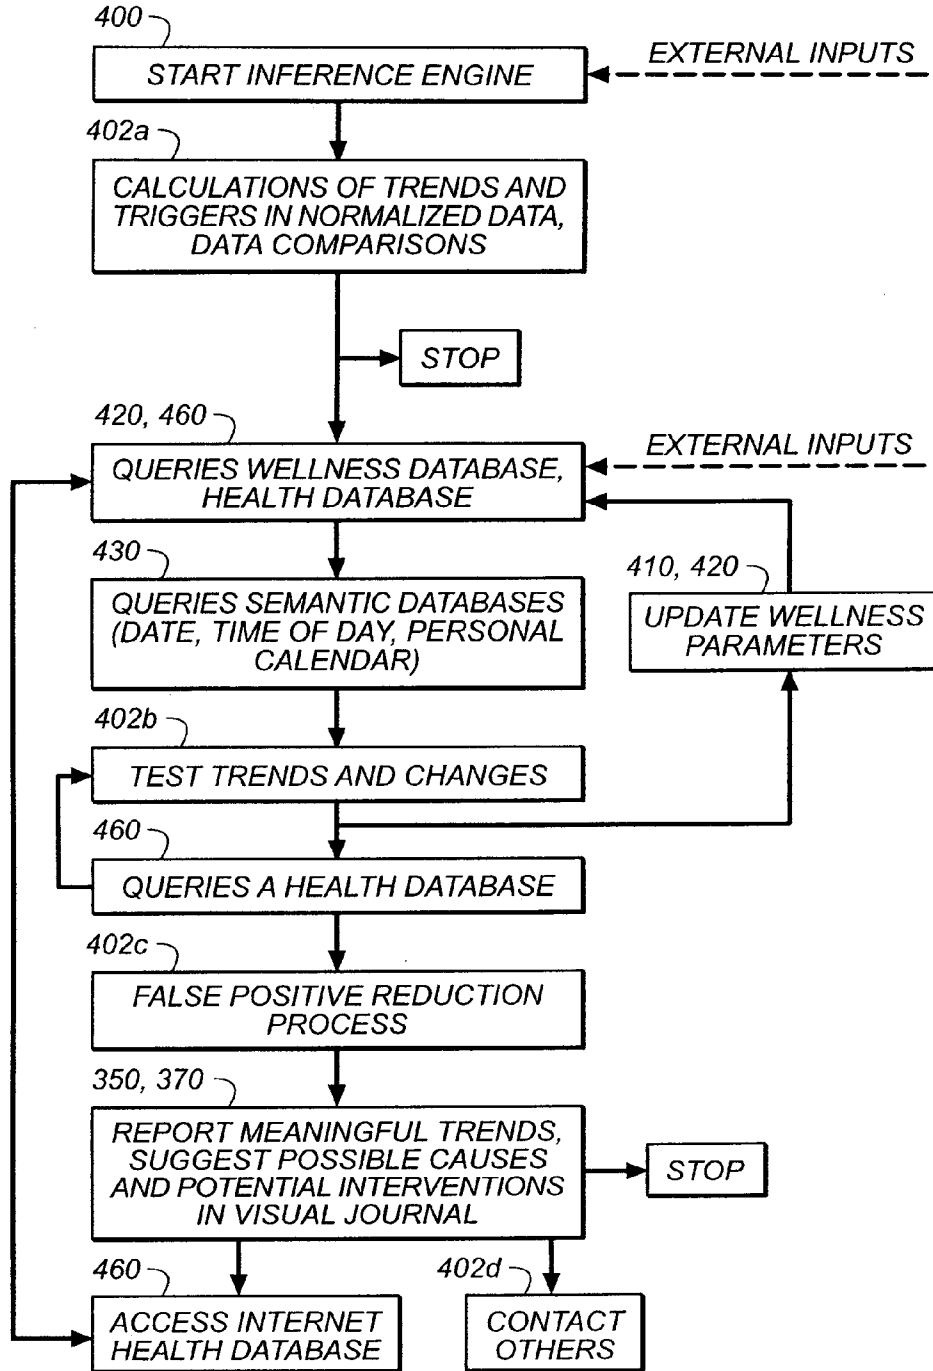 400
START INFERENCE ENGINE
EXTERNAL INPUTS
402a
CALCULATIONS OF TRENDS AND
TRIGGERS IN NORMALIZED DATA,
DATA COMPARISONS
STOP
420, 460
QUERIES WELLNESS DATABASE,
HEALTH DATABASE
EXTERNAL INPUTS
430
QUERIES SEMANTIC DATABASES
(DATE, TIME OF DAY, PERSONAL
CALENDAR)
410, 420
UPDATE WELLNESS
PARAMETERS
402b
TEST TRENDS AND CHANGES
460
QUERIES A HEALTH DATABASE
402c
FALSE POSITIVE REDUCTION
PROCESS
350, 370
REPORT MEANINGFUL TRENDS,
SUGGEST POSSIBLE CAUSES
AND POTENTIAL INTERVENTIONS
IN VISUAL JOURNAL
STOP
460
ACCESS INTERNET
HEALTH DATABASE
402d
CONTACT
OTHERS